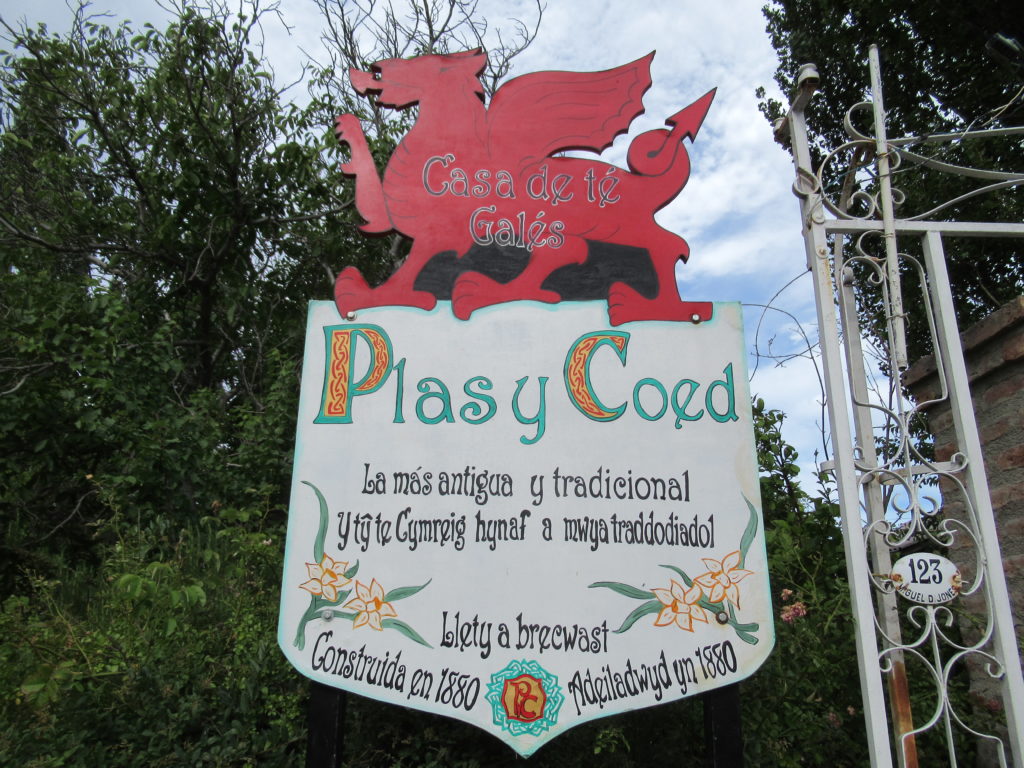 Casa de té
Galés
Plas y Coed
La más antigua y tradicional
Y tŷ te Cymreig hynaf a mwya traddodiadol
Llety a brecwast
Construida en 1880
Adeiladwyd yn 1880
PC
123
MIGUEL D. JONES